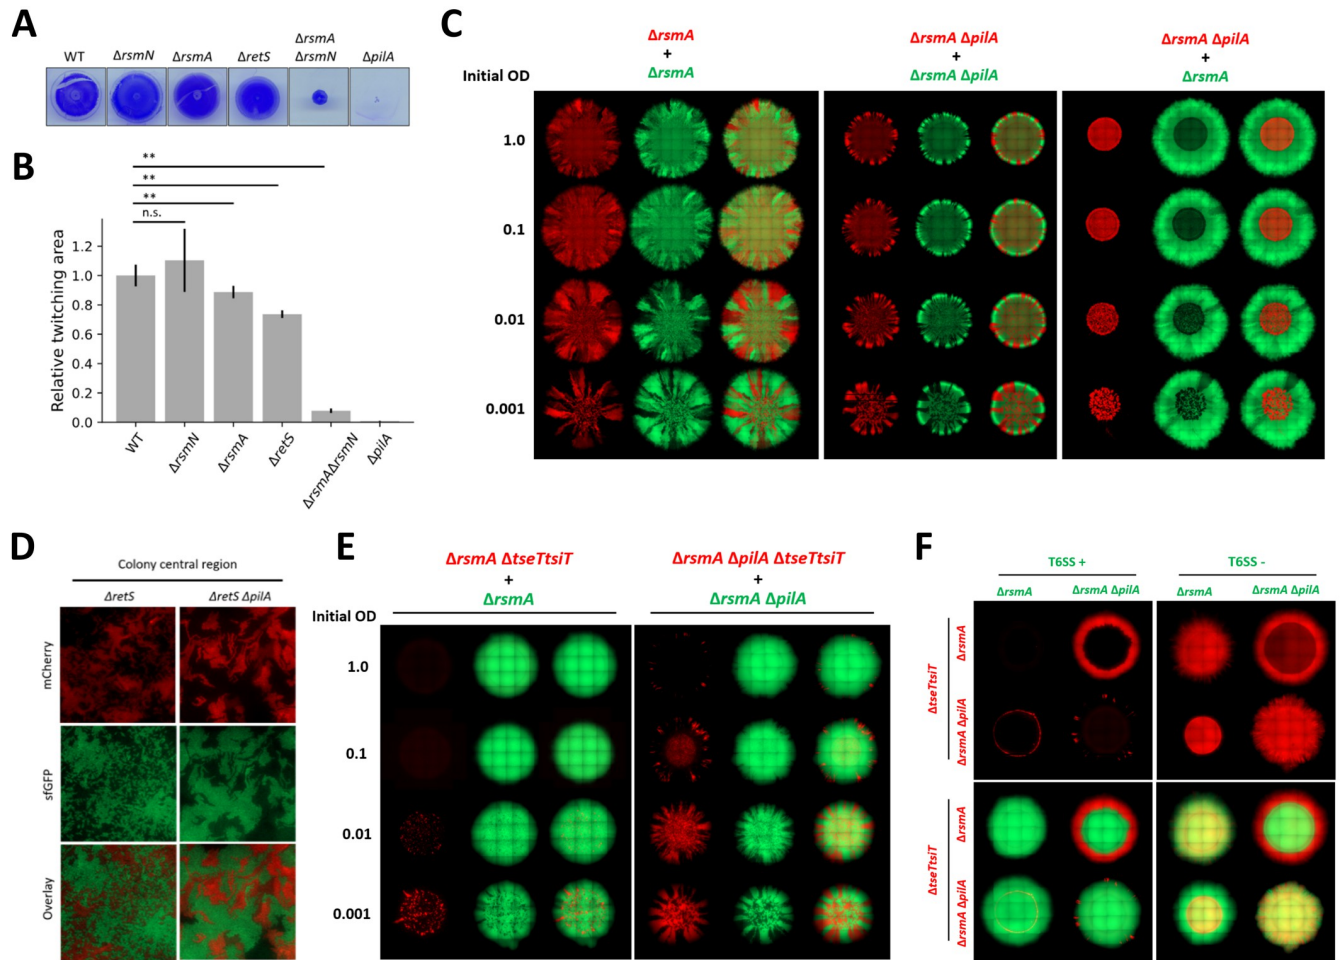 A
WT
ΔrsmN
ΔrsmA
ΔretS
ΔrsmA
ΔrsmN
ΔpilA
B
**
**
**
n.s.
Relative twitching area
1.2
1.0
0.8
0.6
0.4
0.2
0.0
WT
ΔrsmN
ΔrsmA
ΔretS
ΔrsmAΔrsmN
ΔpilA
C
ΔrsmA
+
ΔrsmA
ΔrsmA ΔpilA
+
ΔrsmA ΔpilA
ΔrsmA ΔpilA
+
ΔrsmA
Initial OD
1.0
0.1
0.01
0.001
D
Colony central region
ΔretS
ΔretS ΔpilA
mCherry
sfGFP
Overlay
E
ΔrsmA ΔtseTtsiT
+
ΔrsmA
ΔrsmA ΔpilA ΔtseTtsiT
+
ΔrsmA ΔpilA
Initial OD
1.0
0.1
0.01
0.001
F
T6SS +
T6SS -
ΔrsmA
ΔrsmA ΔpilA
ΔrsmA
ΔrsmA ΔpilA
ΔtseTtsiT
ΔrsmA
ΔrsmA ΔpilA
ΔtseTtsiT
ΔrsmA
ΔrsmA ΔpilA